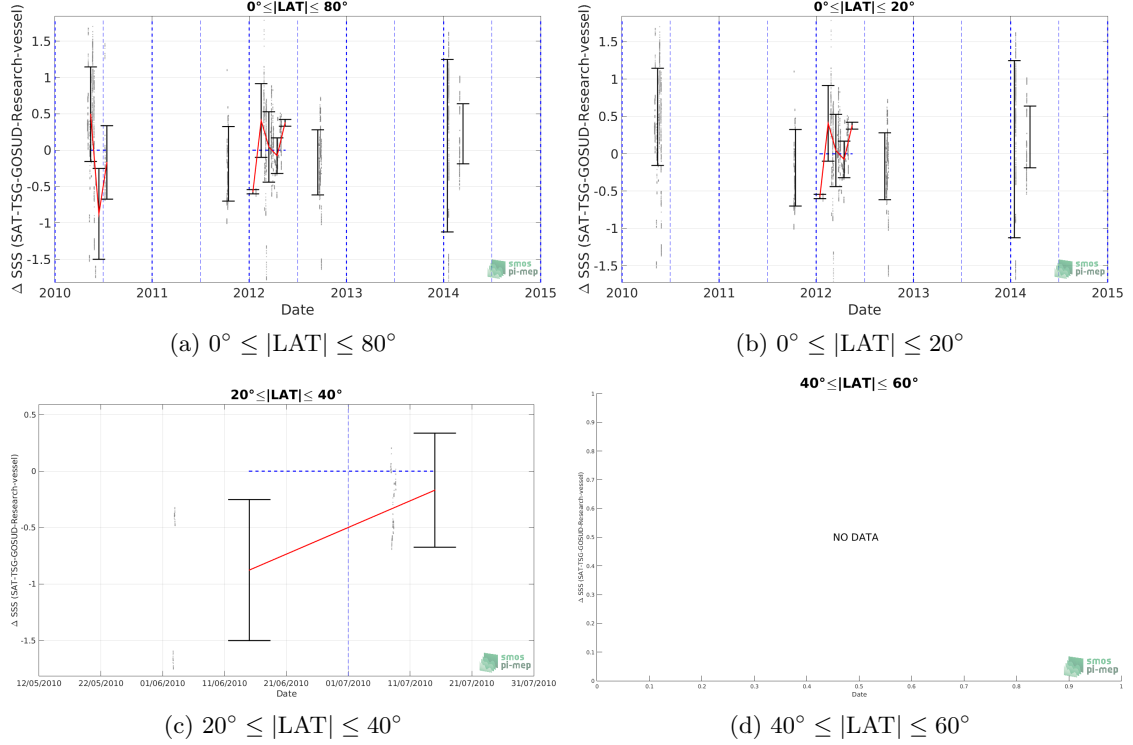 0°≤|LAT|≤ 80°
Δ SSS (SAT-TSG-GOSUD-Research-vessel)
1.5
1
0.5
0
-0.5
-1
-1.5
2010 2011 2012 2013 2014 2015
Date
smos
pi-mep
(a) 0° ≤ |LAT| ≤ 80°
0°≤|LAT|≤ 20°
Δ SSS (SAT-TSG-GOSUD-Research-vessel)
1.5
1
0.5
0
-0.5
-1
-1.5
2010 2011 2012 2013 2014 2015
Date
smos
pi-mep
(b) 0° ≤ |LAT| ≤ 20°
20°≤|LAT|≤ 40°
Δ SSS (SAT-TSG-GOSUD-Research-vessel)
0.5
0
-0.5
-1
-1.5
12/05/2010 22/05/2010 01/06/2010 11/06/2010 21/06/2010 01/07/2010 11/07/2010 21/07/2010 31/07/2010
Date
smos
pi-mep
(c) 20° ≤ |LAT| ≤ 40°
40°≤|LAT|≤ 60°
Δ SSS (SAT-TSG-GOSUD-Research-vessel)
1
0.9
0.8
0.7
0.6
0.5
0.4
0.3
0.2
0.1
0
NO DATA
0 0.1 0.2 0.3 0.4 0.5 0.6 0.7 0.8 0.9 1
Date
smos
pi-mep
(d) 40° ≤ |LAT| ≤ 60°